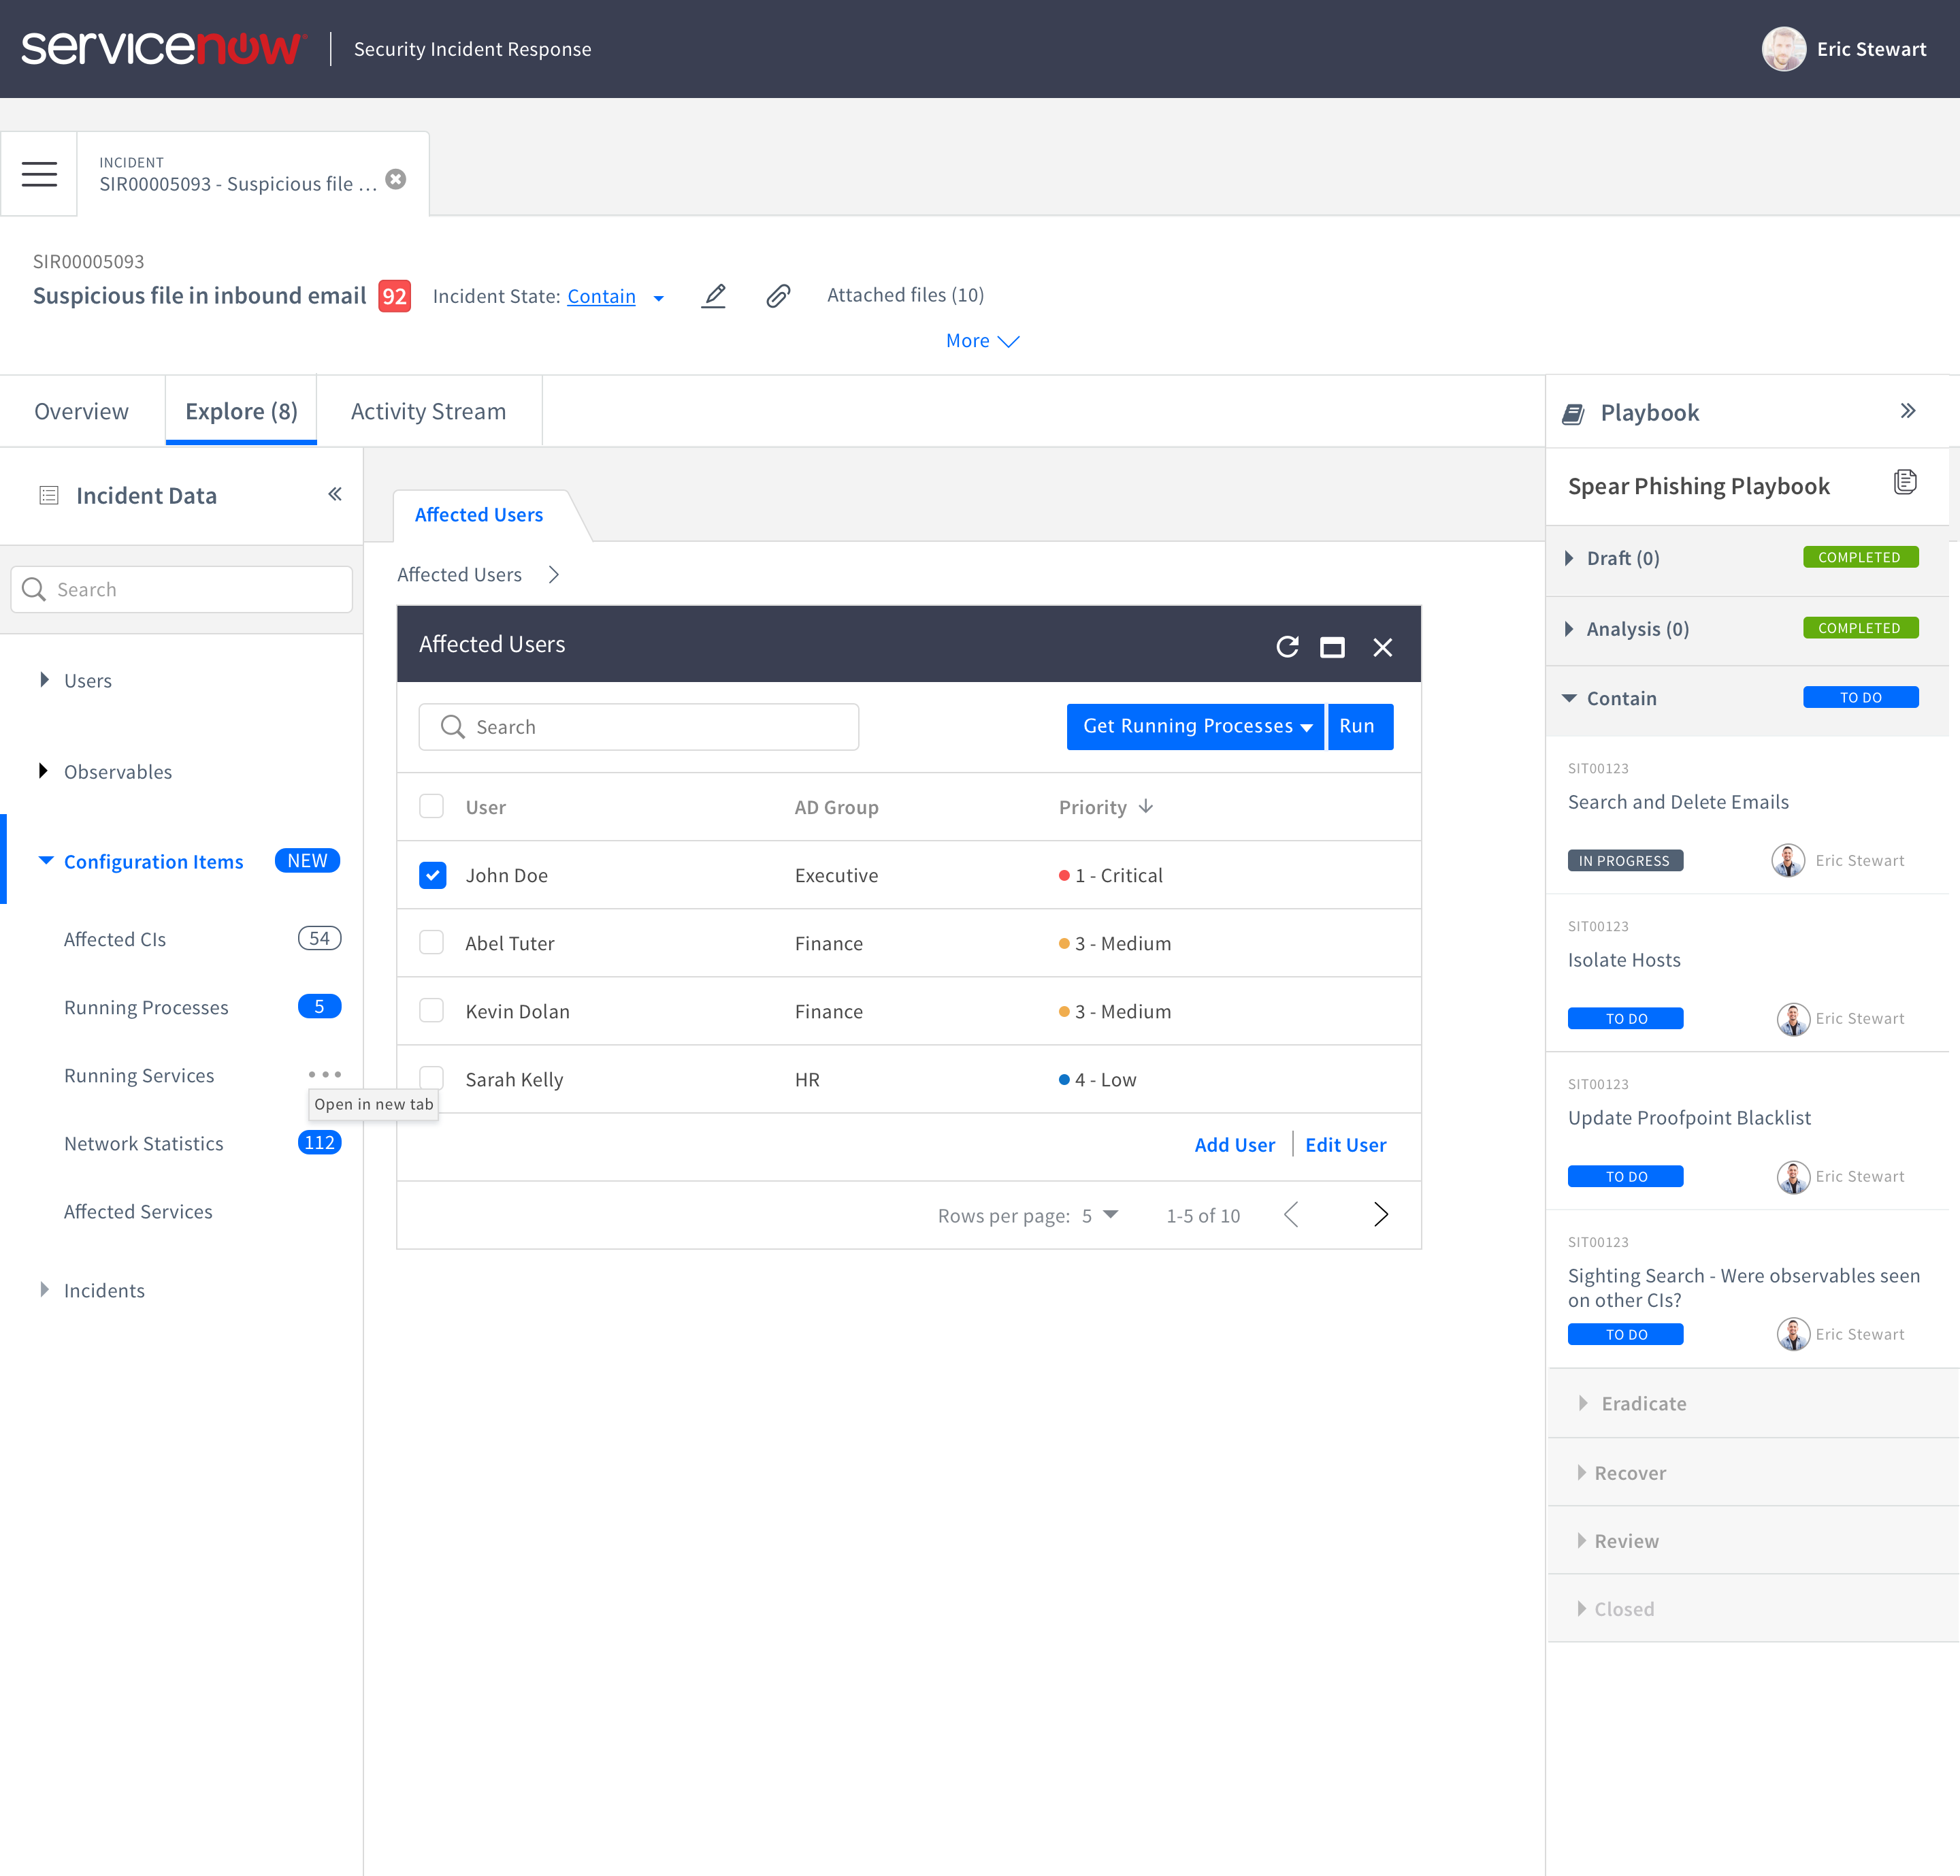 servicenow
Security Incident Response
Eric Stewart
INCIDENT
SIR00005093 - Suspicious file ...
SIR00005093
Suspicious file in inbound email 92 Incident State: Contain Attached files (10)
More
Overview Explore (8) Activity Stream
Incident Data
Search
Users
Observables
Configuration Items NEW
Affected CIs 54
Running Processes 5
Running Services
Open in new tab
Network Statistics 112
Affected Services
Incidents
Affected Users
Affected Users
Affected Users
Search
Get Running Processes Run
User AD Group Priority
John Doe Executive 1 - Critical
Abel Tuter Finance 3 - Medium
Kevin Dolan Finance 3 - Medium
Sarah Kelly HR 4 - Low
Add User Edit User
Rows per page: 5 1-5 of 10
Playbook
Spear Phishing Playbook
Draft (0) COMPLETED
Analysis (0) COMPLETED
Contain TO DO
SIT00123
Search and Delete Emails
IN PROGRESS Eric Stewart
SIT00123
Isolate Hosts
TO DO Eric Stewart
SIT00123
Update Proofpoint Blacklist
TO DO Eric Stewart
SIT00123
Sighting Search - Were observables seen
on other CIs?
TO DO Eric Stewart
Eradicate
Recover
Review
Closed